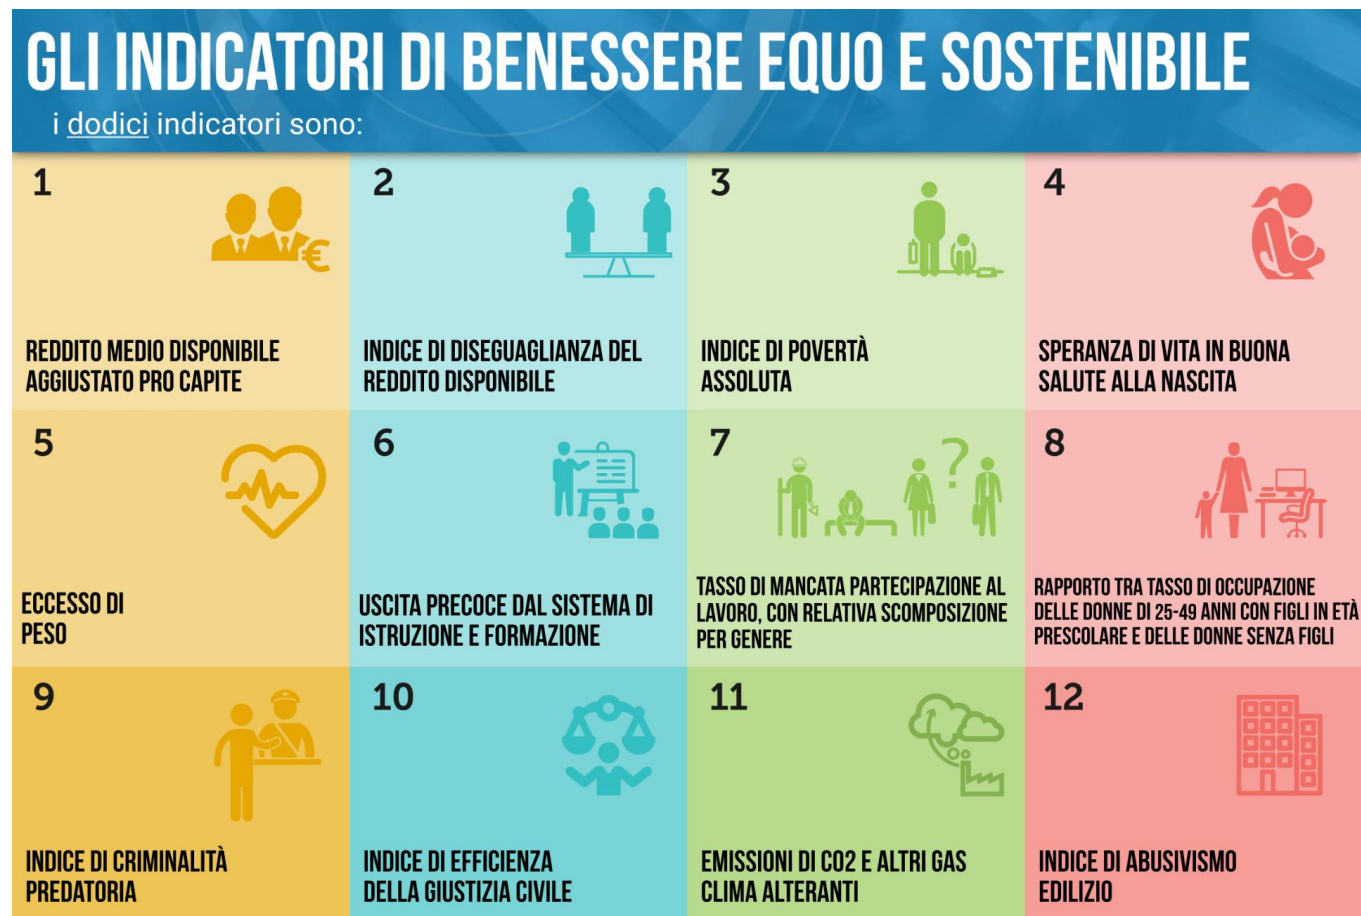 GLI INDICATORI DI BENESSERE EQUO E SOSTENIBILE
i dodici indicatori sono:
1
REDDITO MEDIO DISPONIBILE
AGGIUSTATO PRO CAPITE
2
INDICE DI DISEGUAGLIANZA DEL
REDDITO DISPONIBILE
3
INDICE DI POVERTÀ
ASSOLUTA
4
SPERANZA DI VITA IN BUONA
SALUTE ALLA NASCITA
5
ECCESSO DI
PESO
6
USCITA PRECOCE DAL SISTEMA DI
ISTRUZIONE E FORMAZIONE
7
?
TASSO DI MANCATA PARTECIPAZIONE AL
LAVORO, CON RELATIVA SCOMPOSIZIONE
PER GENERE
8
RAPPORTO TRA TASSO DI OCCUPAZIONE
DELLE DONNE DI 25-49 ANNI CON FIGLI IN ETÀ
PRESCOLARE E DELLE DONNE SENZA FIGLI
9
INDICE DI CRIMINALITÀ
PREDATORIA
10
INDICE DI EFFICIENZA
DELLA GIUSTIZIA CIVILE
11
EMISSIONI DI CO2 E ALTRI GAS
CLIMA ALTERANTI
12
INDICE DI ABUSIVISMO
EDILIZIO